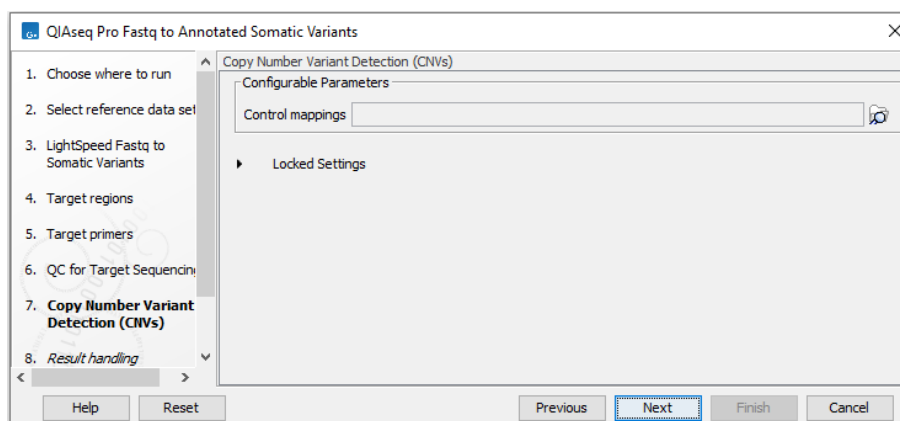 QIAseq Pro Fastq to Annotated Somatic Variants
1. Choose where to run
2. Select reference data set
3. LightSpeed Fastq to
Somatic Variants
4. Target regions
5. Target primers
6. QC for Target Sequencing
7. Copy Number Variant
Detection (CNVs)
8. Result handling
Copy Number Variant Detection (CNVs)
Configurable Parameters
Control mappings
Locked Settings
Help
Reset
Previous
Next
Finish
Cancel